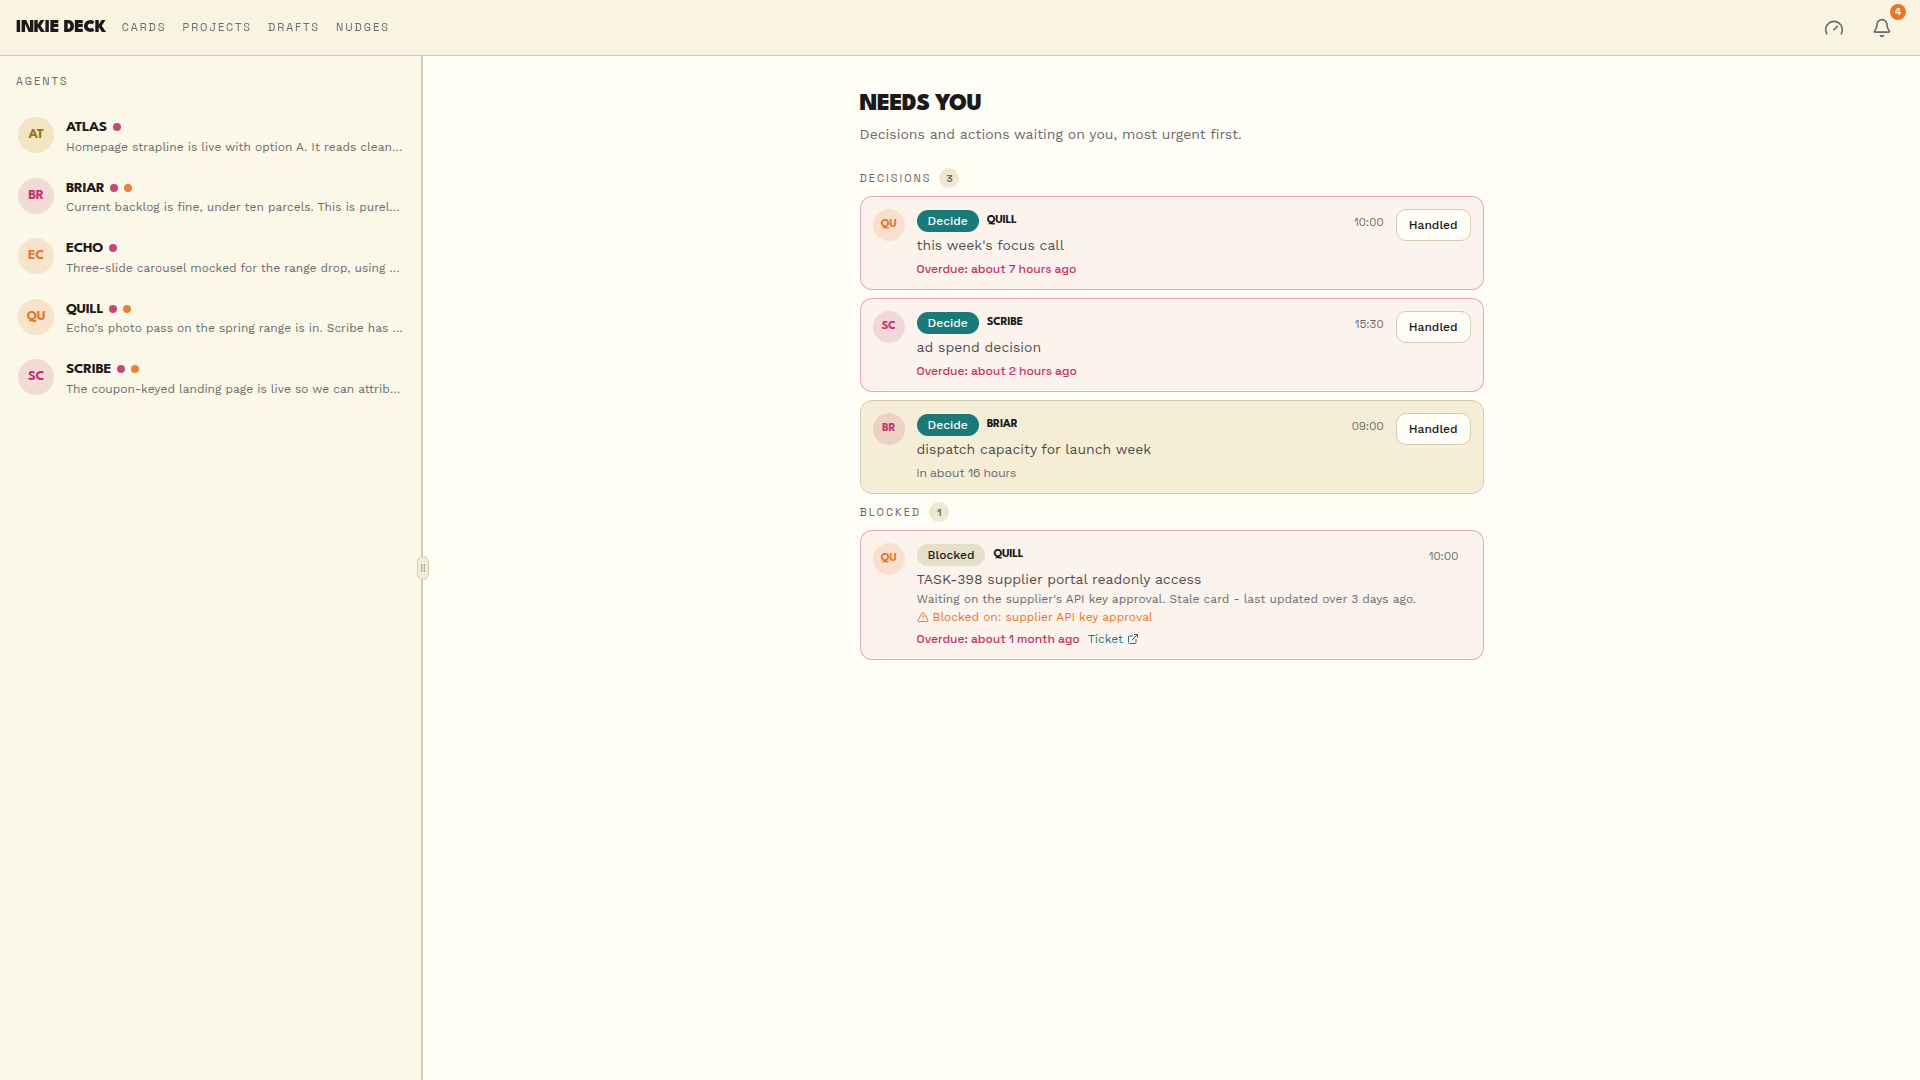 INKIE DECK CARDS PROJECTS DRAFTS NUDGES 4
AGENTS
AT ATLAS
Homepage strapline is live with option A. It reads clean...
BR BRIAR
Current backlog is fine, under ten parcels. This is purel...
EC ECHO
Three-slide carousel mocked for the range drop, using ...
QU QUILL
Echo's photo pass on the spring range is in. Scribe has ...
SC SCRIBE
The coupon-keyed landing page is live so we can attrib...
NEEDS YOU
Decisions and actions waiting on you, most urgent first.
DECISIONS 3
QU Decide QUILL 10:00 Handled
this week's focus call
Overdue: about 7 hours ago
SC Decide SCRIBE 15:30 Handled
ad spend decision
Overdue: about 2 hours ago
BR Decide BRIAR 09:00 Handled
dispatch capacity for launch week
in about 16 hours
BLOCKED 1
QU Blocked QUILL 10:00
TASK-398 supplier portal readonly access
Waiting on the supplier's API key approval. Stale card - last updated over 3 days ago.
Blocked on: supplier API key approval
Overdue: about 1 month ago Ticket